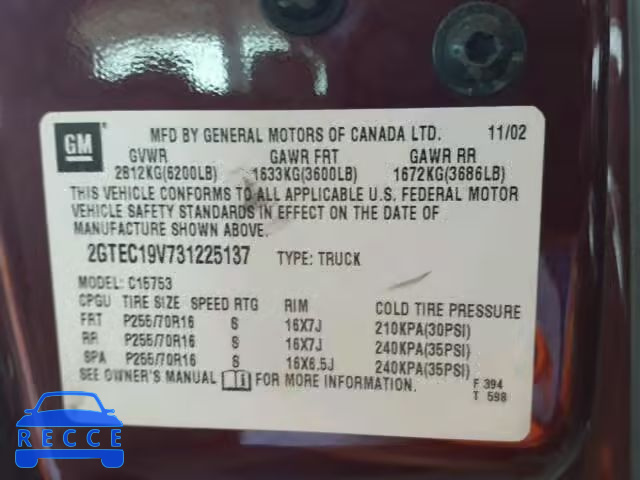 GM
MFD BY GENERAL MOTORS OF CANADA LTD. 11/02
GVWR GAWR FRT GAWR RR
2812KG(6200LB) 1633KG(3600LB) 1672KG(3686LB)
THIS VEHICLE CONFORMS TO ALL APPLICABLE U.S. FEDERAL MOTOR
VEHICLE SAFETY STANDARDS IN EFFECT ON THE DATE OF
MANUFACTURE SHOWN ABOVE.
2GTEC19V731225137 TYPE: TRUCK
MODEL: C15753
CPGU TIRE SIZE SPEED RTG RIM COLD TIRE PRESSURE
FRT P255/70R16 S 16X7J 210KPA(30PSI)
RR P255/70R16 S 16X7J 240KPA(35PSI)
SPA P255/70R16 S 16X6.5J 240KPA(35PSI)
SEE OWNER'S MANUAL FOR MORE INFORMATION.
F 394
T 598
RECCE